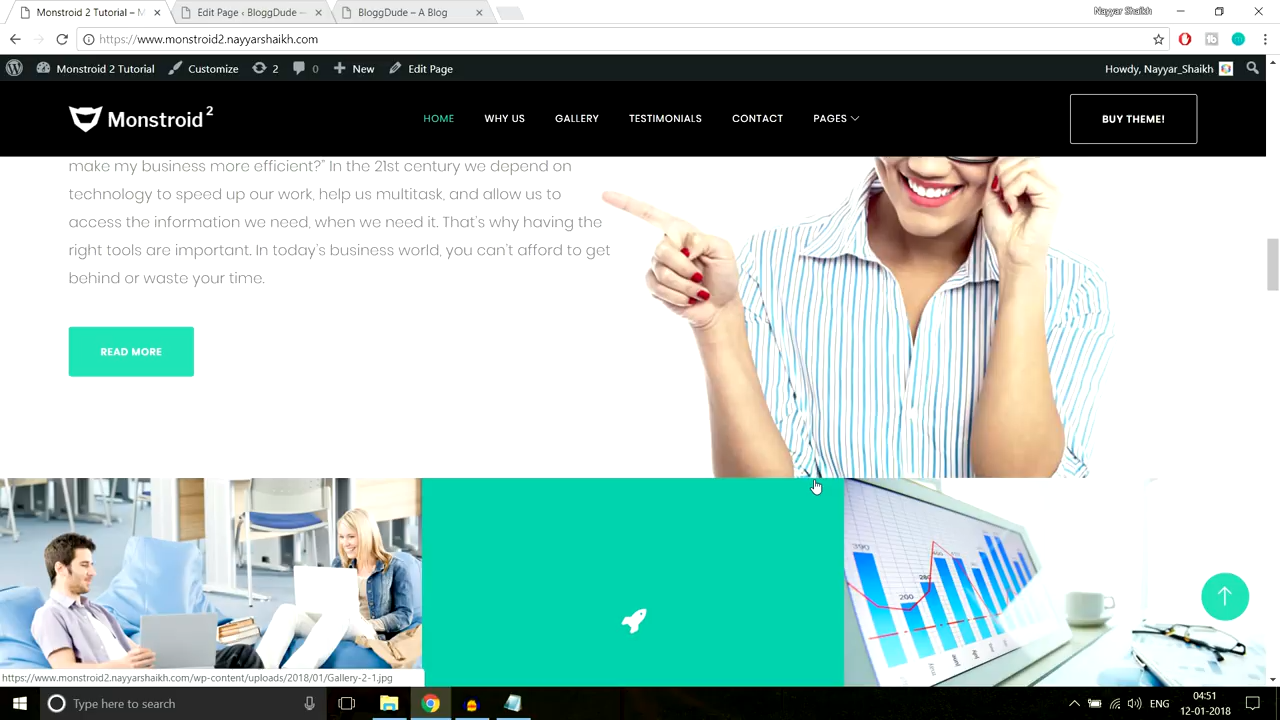 Monstroid 2 Tutorial – M
Edit Page ‹ BloggDude —
BloggDude – A Blog
Nayyar Shaikh
https://www.monstroid2.nayyarshaikh.com
Monstroid 2 Tutorial
Customize
2
0
New
Edit Page
Howdy, Nayyar_Shaikh
Monstroid 2
HOME
WHY US
GALLERY
TESTIMONIALS
CONTACT
PAGES
BUY THEME!
make my business more efficient?" In the 21st century we depend on
technology to speed up our work, help us multitask, and allow us to
access the information we need, when we need it. That's why having the
right tools are important. In today's business world, you can't afford to get
behind or waste your time.
READ MORE
390
200
https://www.monstroid2.nayyarshaikh.com/wp-content/uploads/2018/01/Gallery-2-1.jpg
Type here to search
ENG
04:51
12-01-2018